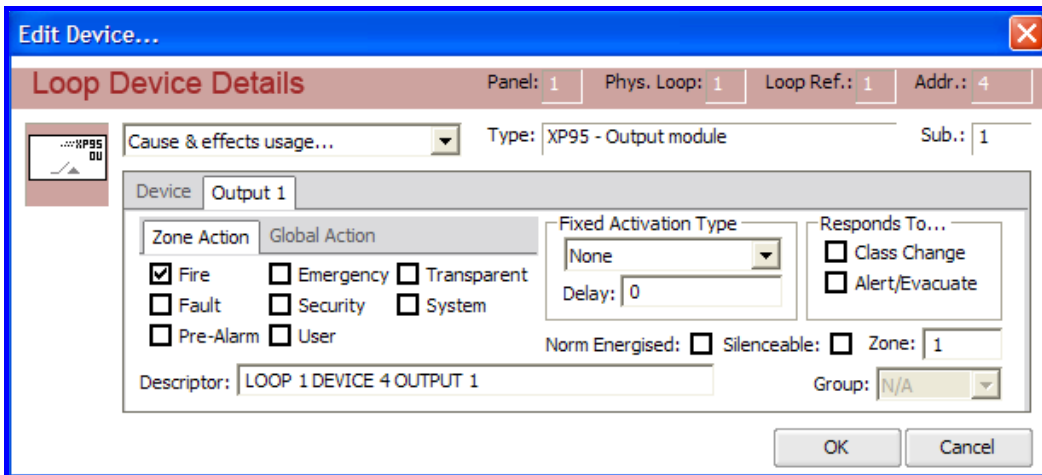 Edit Device...
Loop Device Details Panel: 1 Phys. Loop: 1 Loop Ref.: 1 Addr.: 4
.::::XP95
OU
Cause & effects usage... Type: XP95 - Output module Sub.: 1
Device Output 1
Zone Action Global Action
Fixed Activation Type
Responds To...
Fire Emergency Transparent
None
Class Change
Fault Security System
Delay: 0
Alert/Evacuate
Pre-Alarm User
Norm Energised: Silenceable: Zone: 1
Descriptor: LOOP 1 DEVICE 4 OUTPUT 1
Group: N/A
OK Cancel